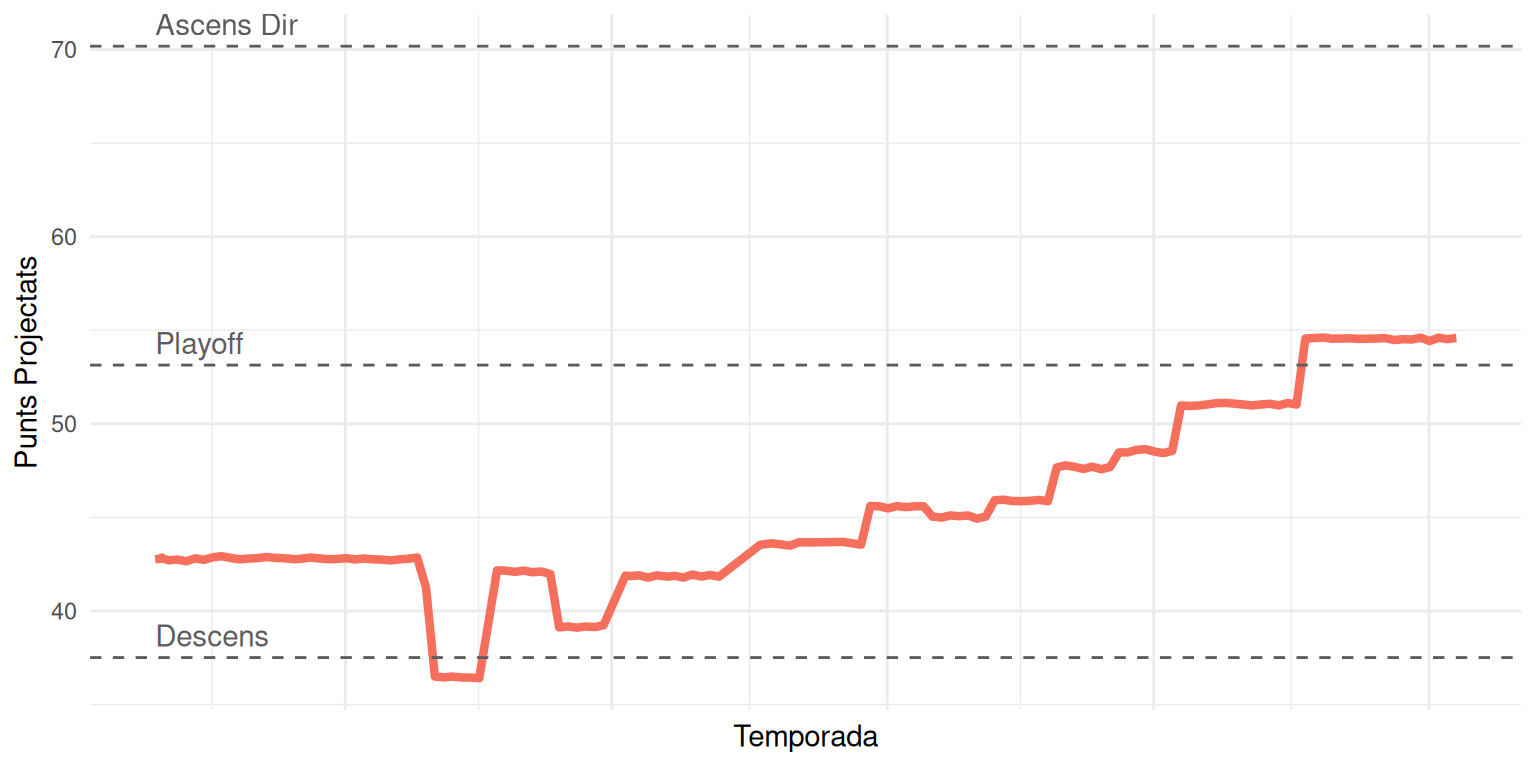 Ascens Dir
70
60
Playoff
50
40
Descens
Punts Projectats
Temporada